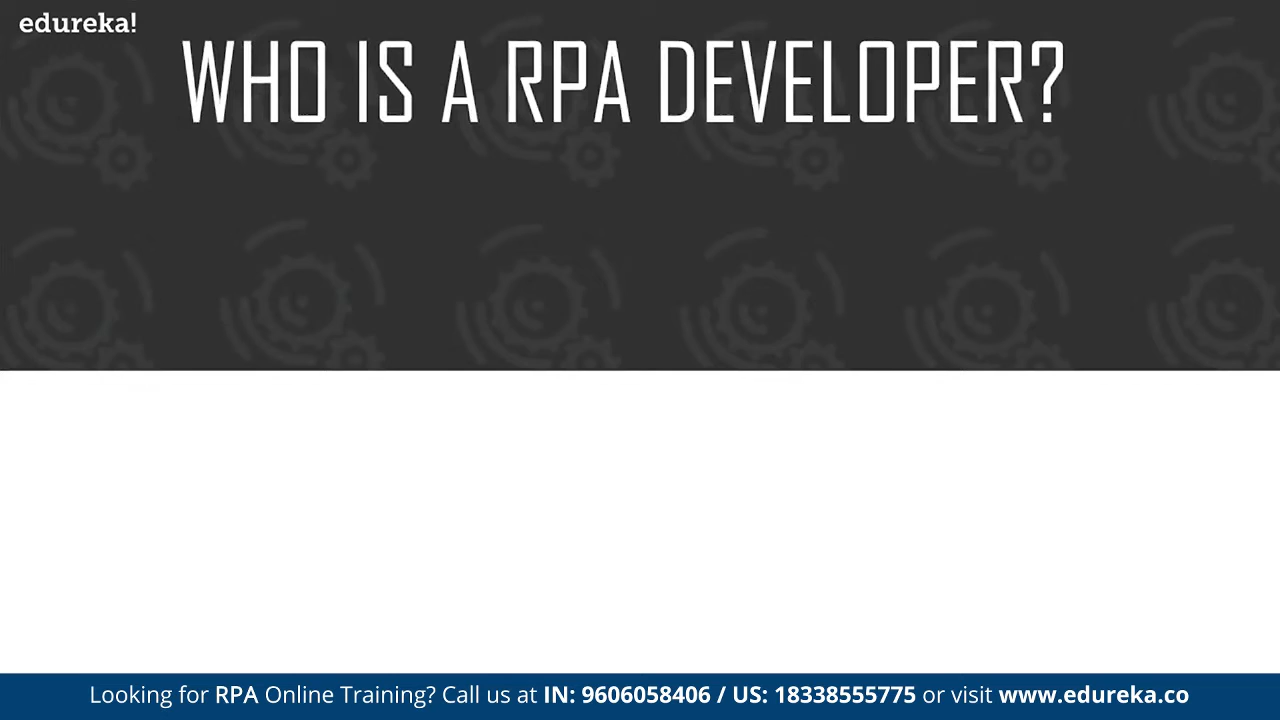 edureka!
WHO IS A RPA DEVELOPER?
Looking for RPA Online Training? Call us at IN: 9606058406 / US: 18338555775 or visit www.edureka.co